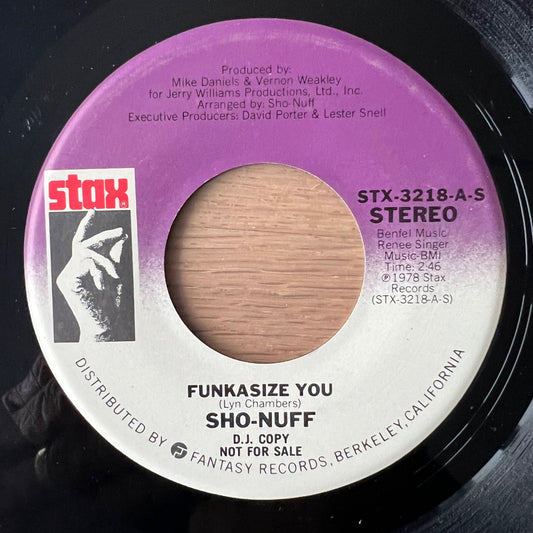 Produced by:
Mike Daniels & Vernon Weakley
for Jerry Williams Productions, Ltd., Inc.
Arranged by: Sho-Nuff
Executive Producers: David Porter & Lester Snell
stax
STX-3218-A-S
STEREO
Benfel Music/
Renee Singer
Music-BMI
Time: 2:46
℗ 1978 Stax
Records
(STX-3218-A-S)
FUNKASIZE YOU
(Lyn Chambers)
SHO-NUFF
D.J. COPY
NOT FOR SALE
DISTRIBUTED BY FANTASY RECORDS, BERKELEY, CALIFORNIA